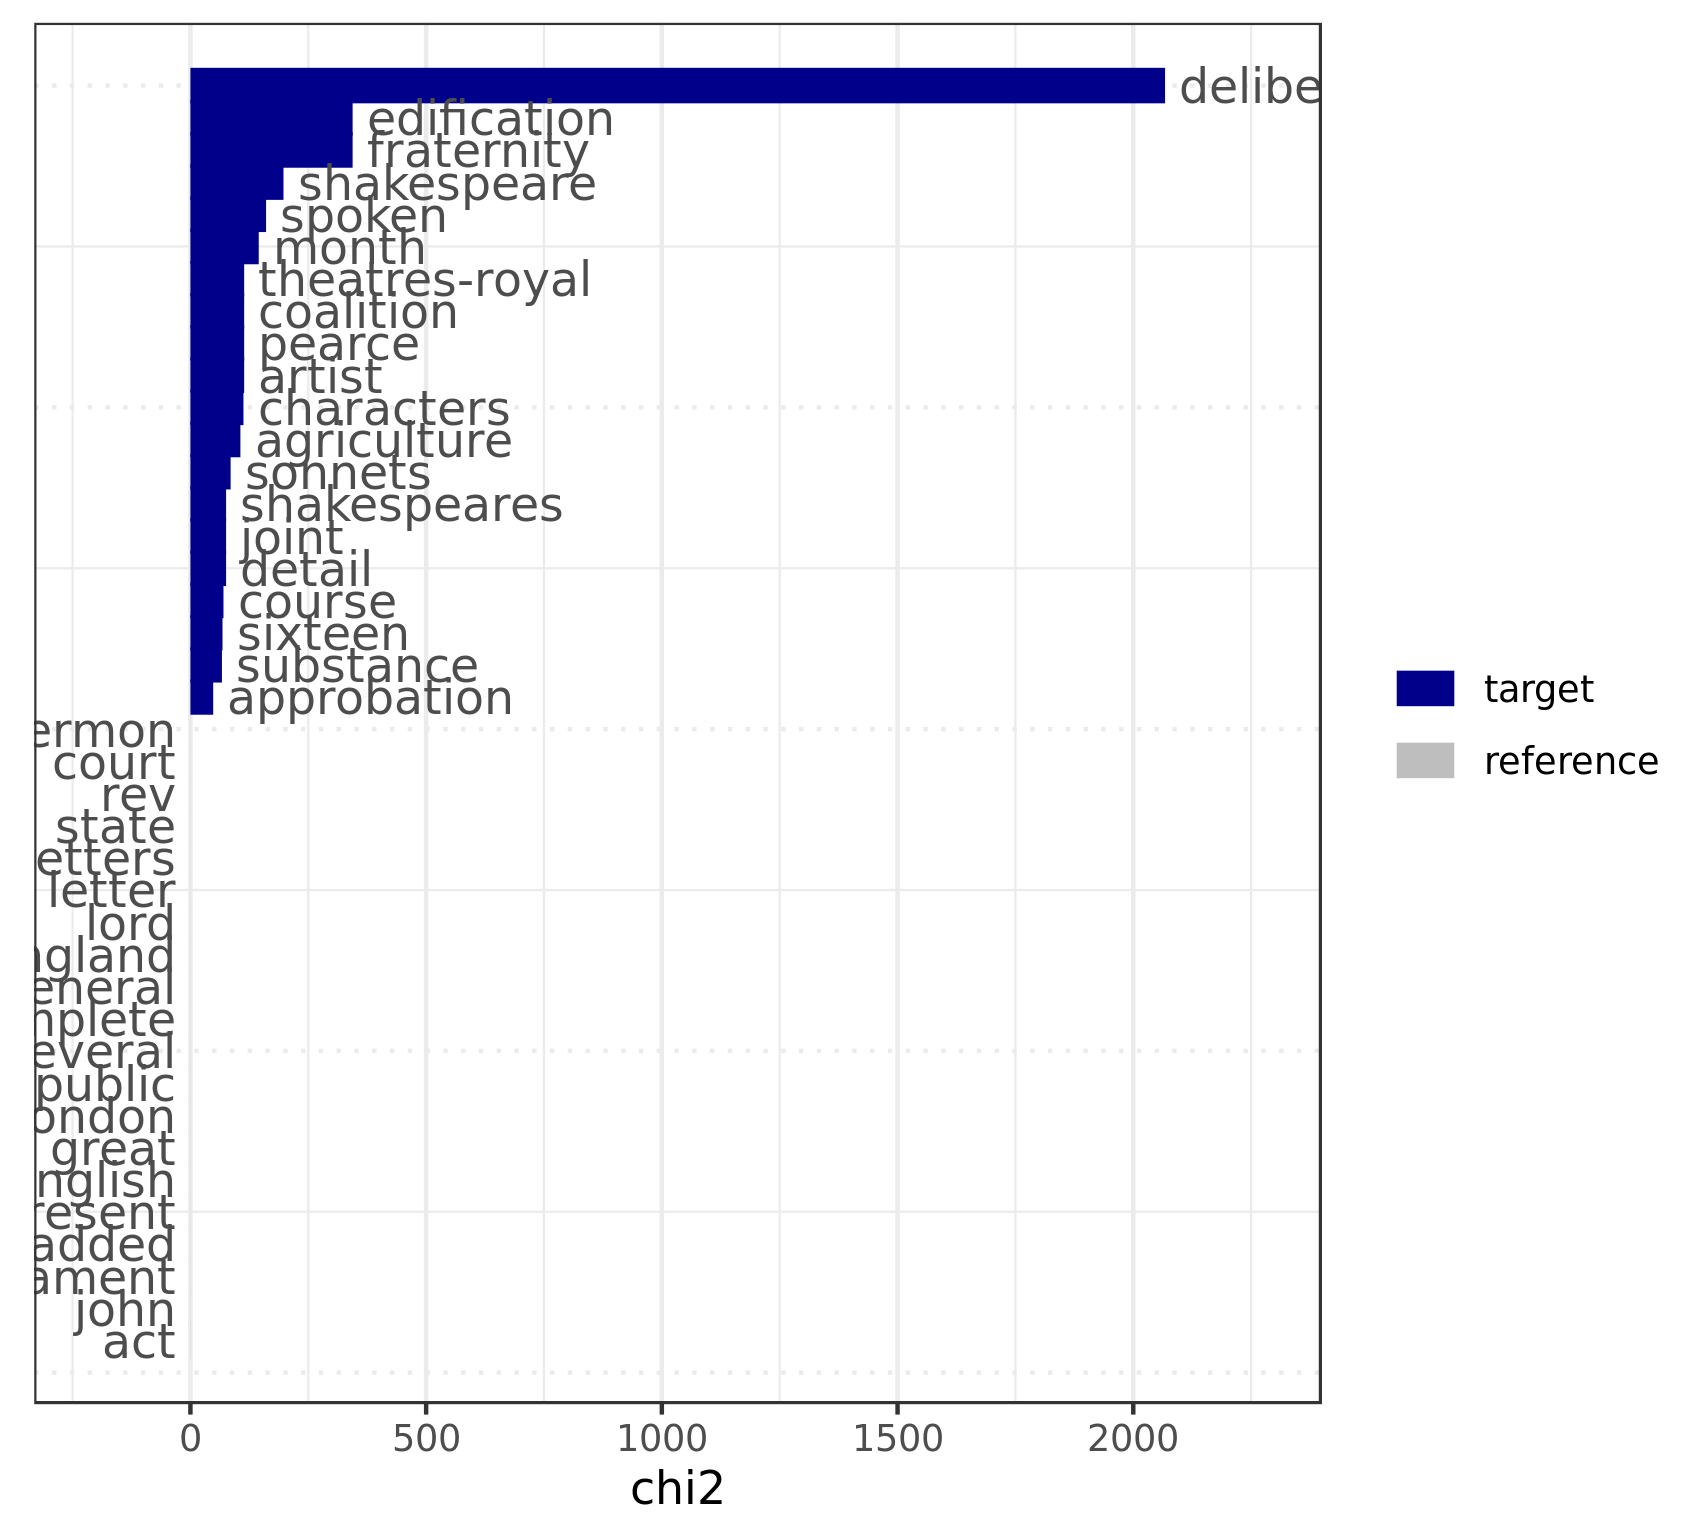 delibe
edification
fraternity
shakespeare
spoken
month
theatres-royal
coalition
pearce
artist
characters
agriculture
sonnets
shakespeares
joint
detail
course
sixteen
substance
approbation
ermon
court
rev
state
etters
letter
lord
ngland
eneral
mplete
everal
public
ondon
great
nglish
resent
added
ament
john
act
target
reference
0 500 1000 1500 2000
chi2